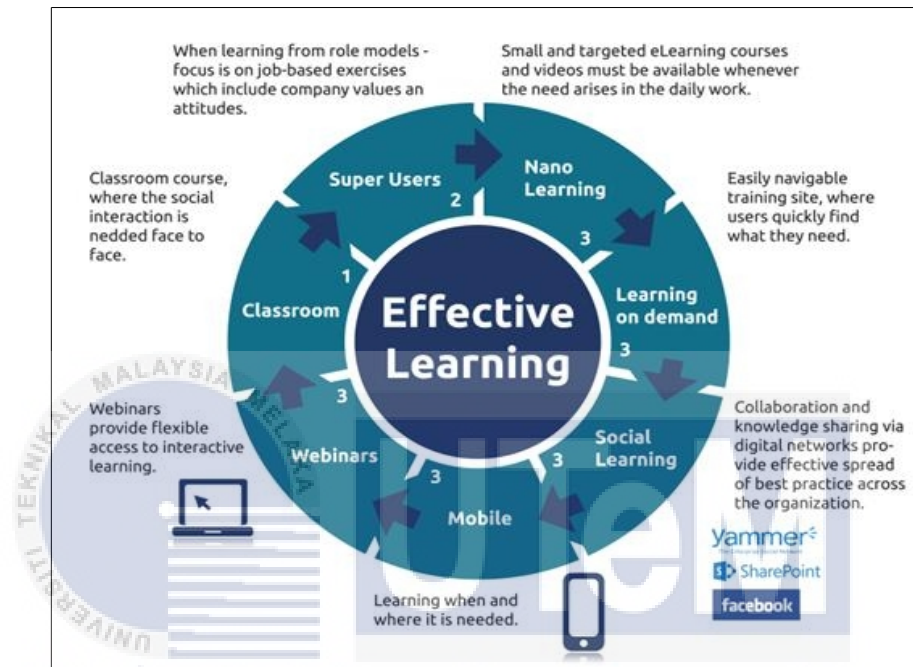 When learning from role models -
focus is on job-based exercises
which include company values an
attitudes.
Small and targeted eLearning courses
and videos must be available whenever
the need arises in the daily work.
Classroom course,
where the social
interaction is
nedded face to
face.
Super Users
2
Nano
Learning
3
Easily navigable
training site, where
users quickly find
what they need.
1
Classroom
Effective
Learning
Learning
on demand
3
Webinars
provide flexible
access to interactive
learning.
3
Webinars
3
Mobile
3
Social
Learning
Collaboration and
knowledge sharing via
digital networks pro-
vide effective spread
of best practice across
the organization.
Learning when and
where it is needed.
yammer
The Enterprise Social Network
SharePoint
facebook
UNIVERSITI TEKNIKAL MALAYSIA MELAKA
UTeM